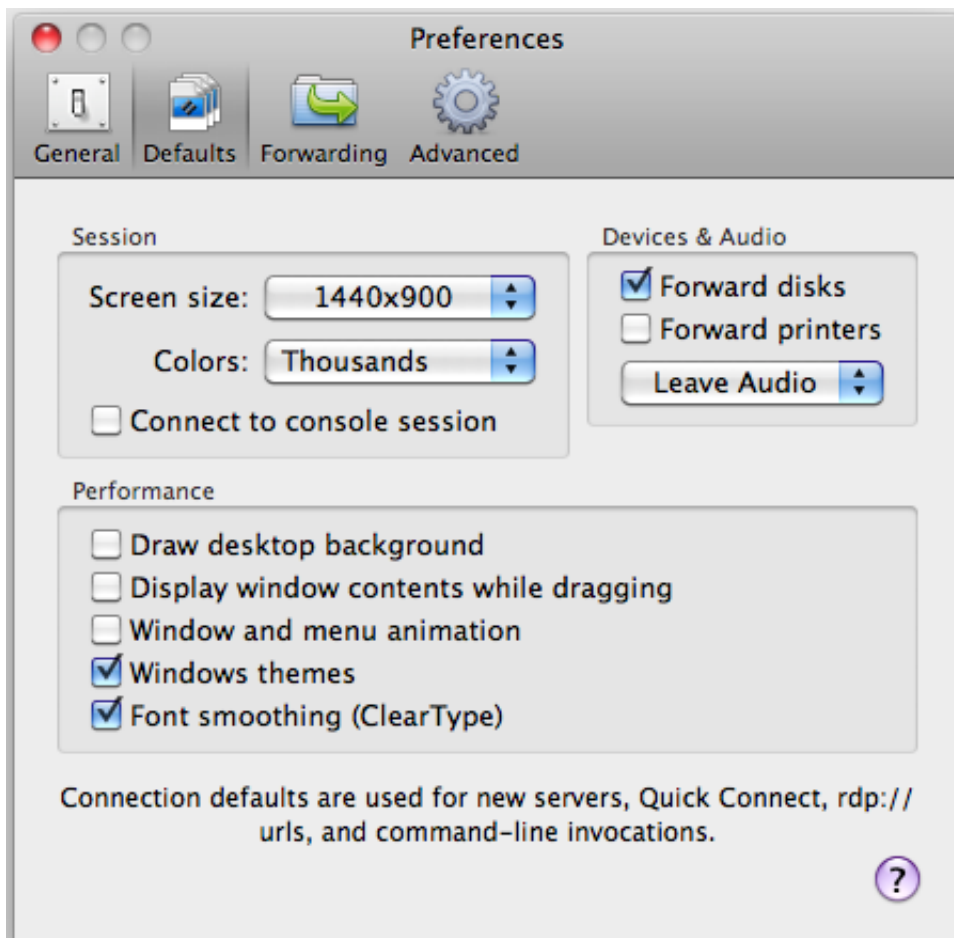 Preferences
General Defaults Forwarding Advanced
Session
Screen size: 1440x900
Colors: Thousands
Connect to console session
Devices & Audio
Forward disks
Forward printers
Leave Audio
Performance
Draw desktop background
Display window contents while dragging
Window and menu animation
Windows themes
Font smoothing (ClearType)
Connection defaults are used for new servers, Quick Connect, rdp://
urls, and command-line invocations.
?